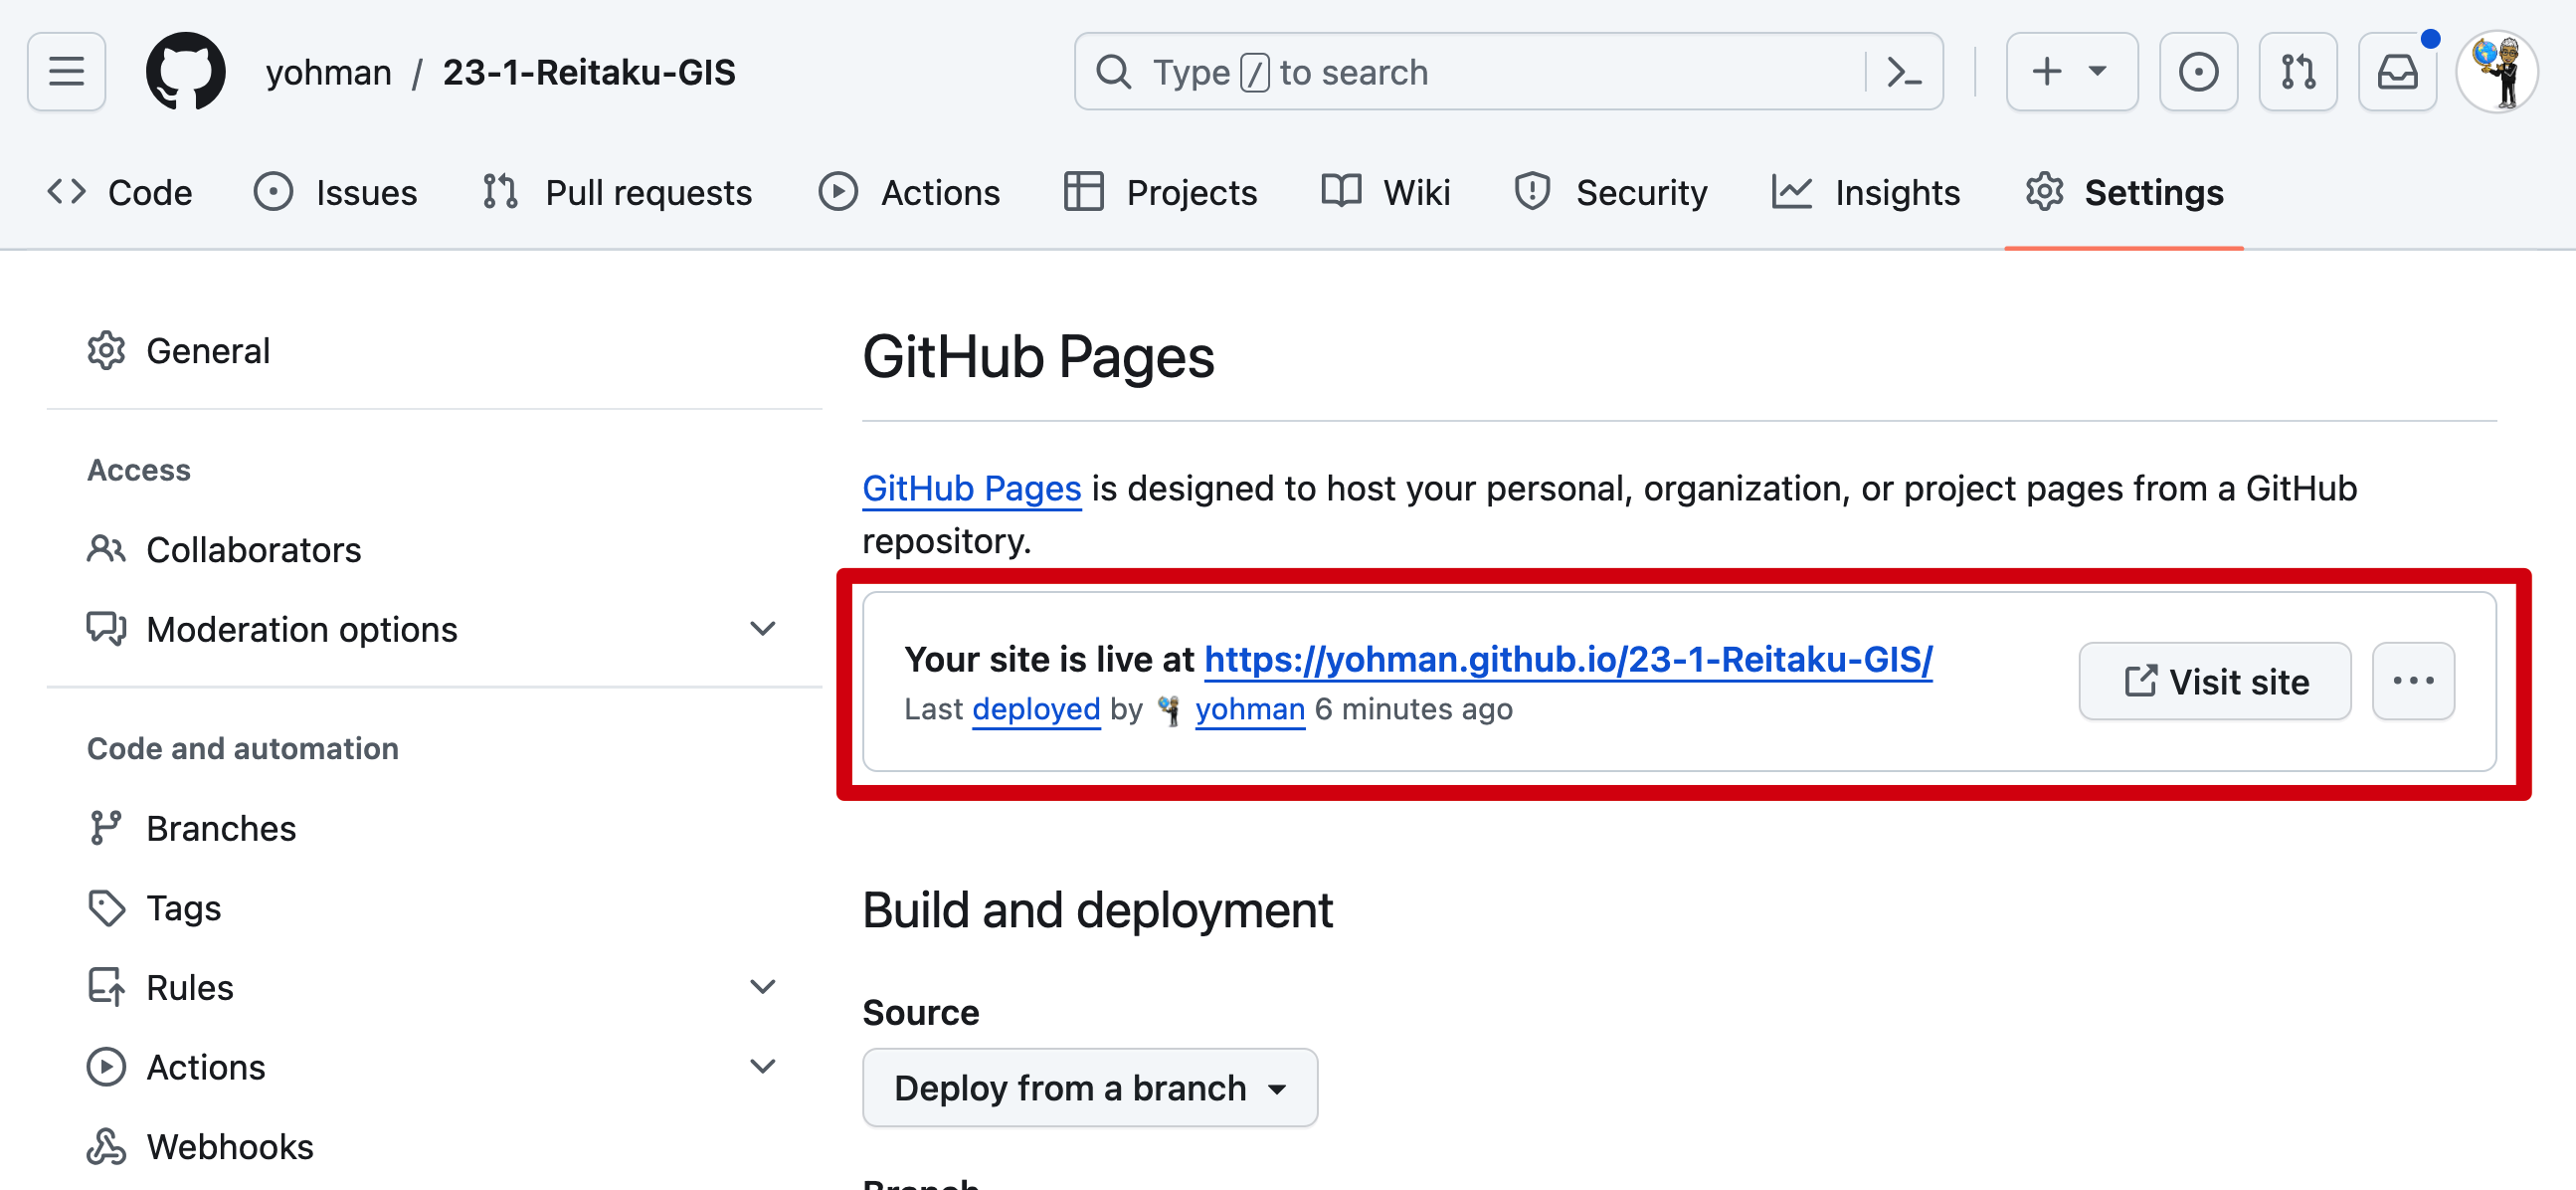 yohman / 23-1-Reitaku-GIS
Type / to search
Code Issues Pull requests Actions Projects Wiki Security Insights Settings
General
Access
Collaborators
Moderation options
Code and automation
Branches
Tags
Rules
Actions
Webhooks
GitHub Pages
GitHub Pages is designed to host your personal, organization, or project pages from a GitHub
repository.
Your site is live at https://yohman.github.io/23-1-Reitaku-GIS/
Last deployed by yohman 6 minutes ago
Visit site
Build and deployment
Source
Deploy from a branch
Branch